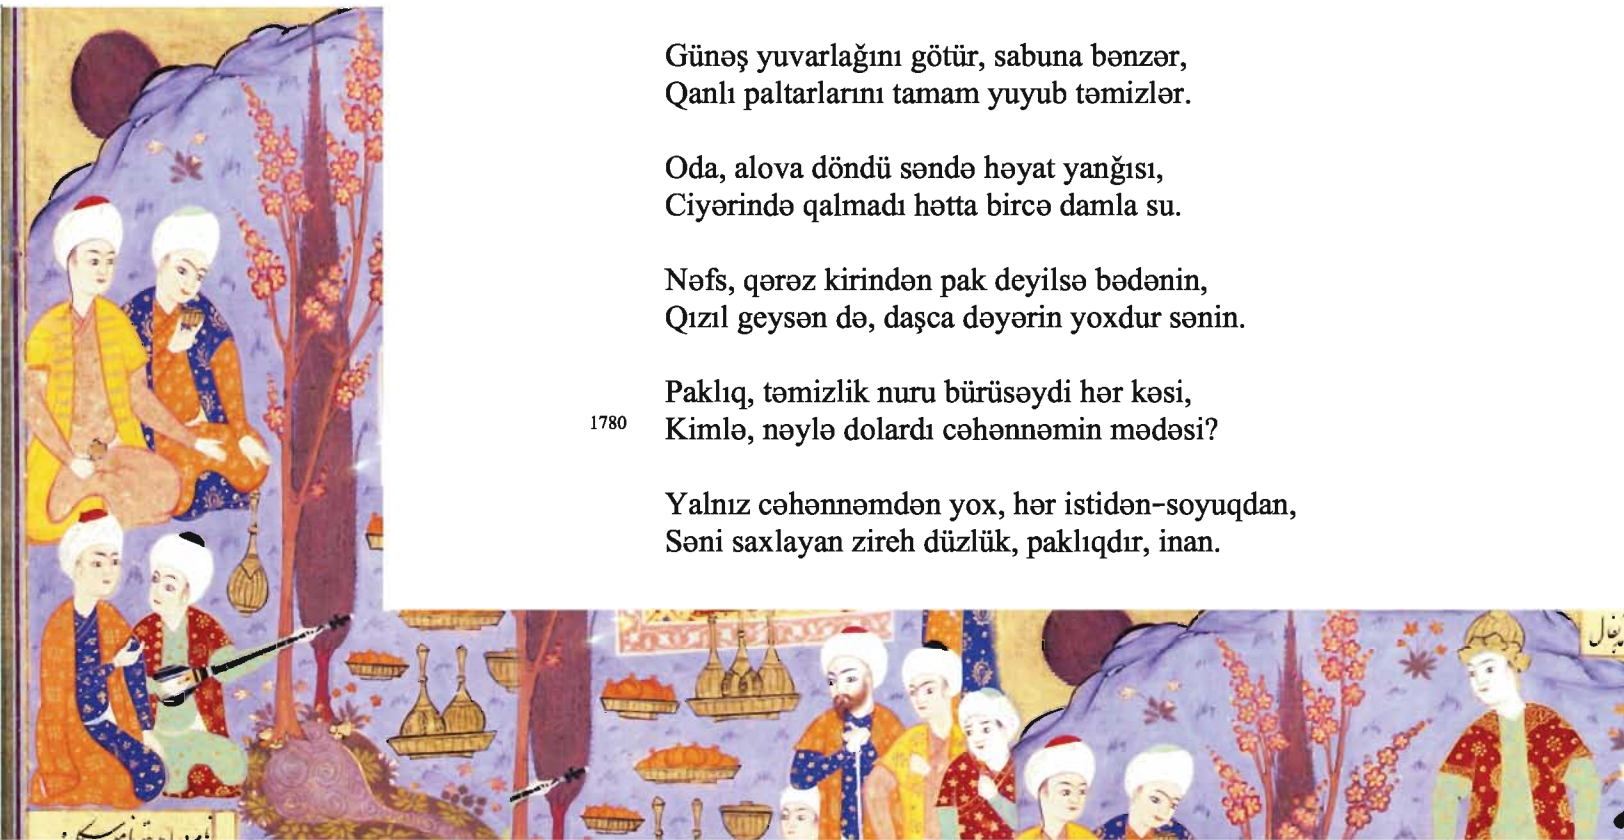 Günəş yuvarlağını götür, sabuna bənzər,
Qanlı paltarlarını tamam yuyub təmizlər.
Oda, alova döndü səndə həyat yanğısı,
Ciyərində qalmadı hətta bircə damla su.
Nəfs, qərəz kirindən pak deyilsə bədənin,
Qızıl geysən də, daşca dəyərin yoxdur sənin.
Paklıq, təmizlik nuru bürüsəydi hər kəsi,
1780 Kimlə, nəylə dolardı cəhənnəmin mədəsi?
Yalnız cəhənnəmdən yox, hər istidən-soyuqdan,
Səni saxlayan zireh düzlük, paklıqdır, inan.